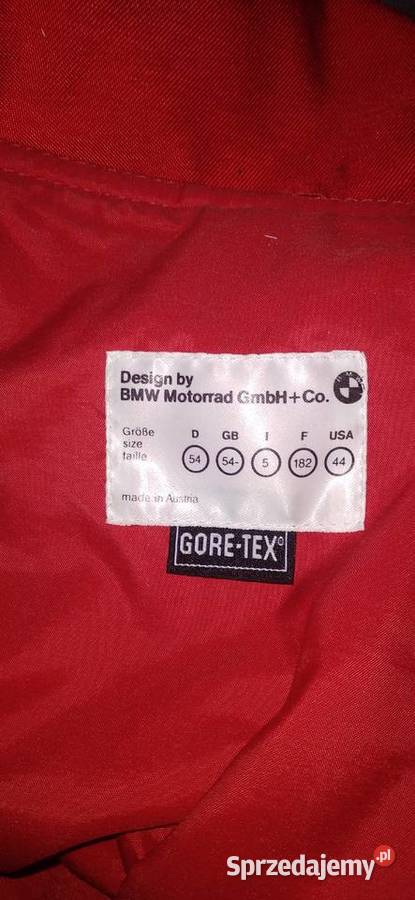 Design by
BMW Motorrad GmbH+Co.
Größe D GB I F USA
size
taille 54 54- 5 182 44
made in Austria
GORE-TEX®
Sprzedajemy.pl